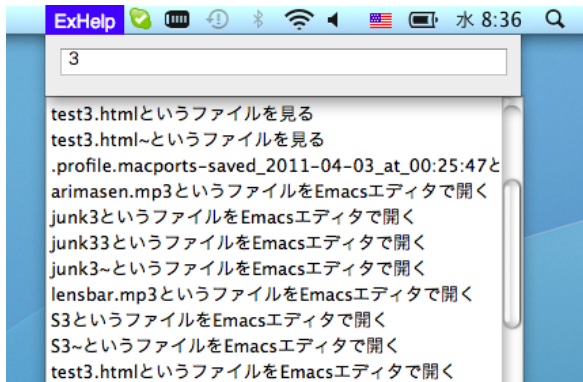 ExHelp 水 8:36
3
test3.htmlというファイルを見る
test3.html~というファイルを見る
.profile.macports-saved_2011-04-03_at_00:25:47と
arimasen.mp3というファイルをEmacsエディタで開く
junk3というファイルをEmacsエディタで開く
junk33というファイルをEmacsエディタで開く
junk3~というファイルをEmacsエディタで開く
lensbar.mp3というファイルをEmacsエディタで開く
S3というファイルをEmacsエディタで開く
S3~というファイルをEmacsエディタで開く
test3.htmlというファイルをEmacsエディタで開く